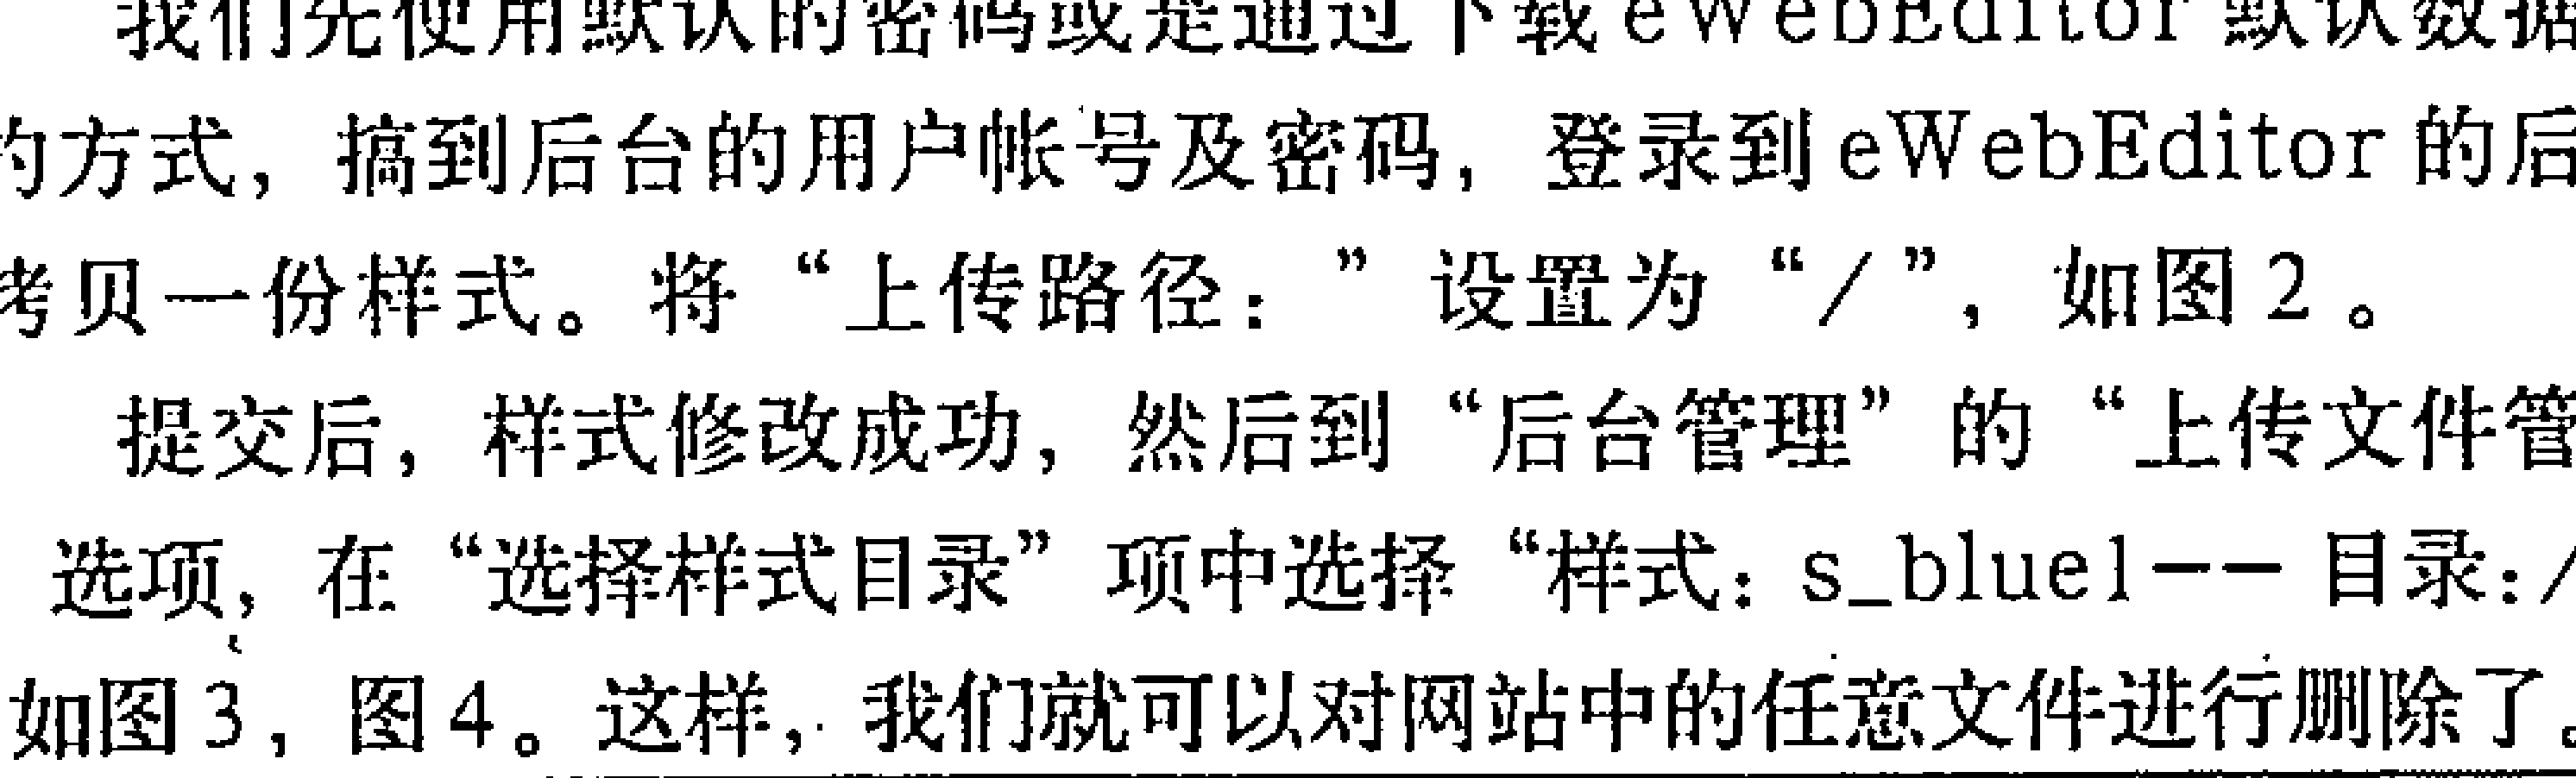 我们先使用默认的密码或是通过下载eWebEditor默认数据
的方式，搞到后台的用户帐号及密码，登录到eWebEditor的后
考贝一份样式。将“上传路径：”设置为“/”，如图2。
提交后，样式修改成功，然后到“后台管理”的“上传文件管
选项，在“选择样式目录”项中选择“样式：s_blue1－－目录:/
如图3，图4。这样，我们就可以对网站中的任意文件进行删除了。